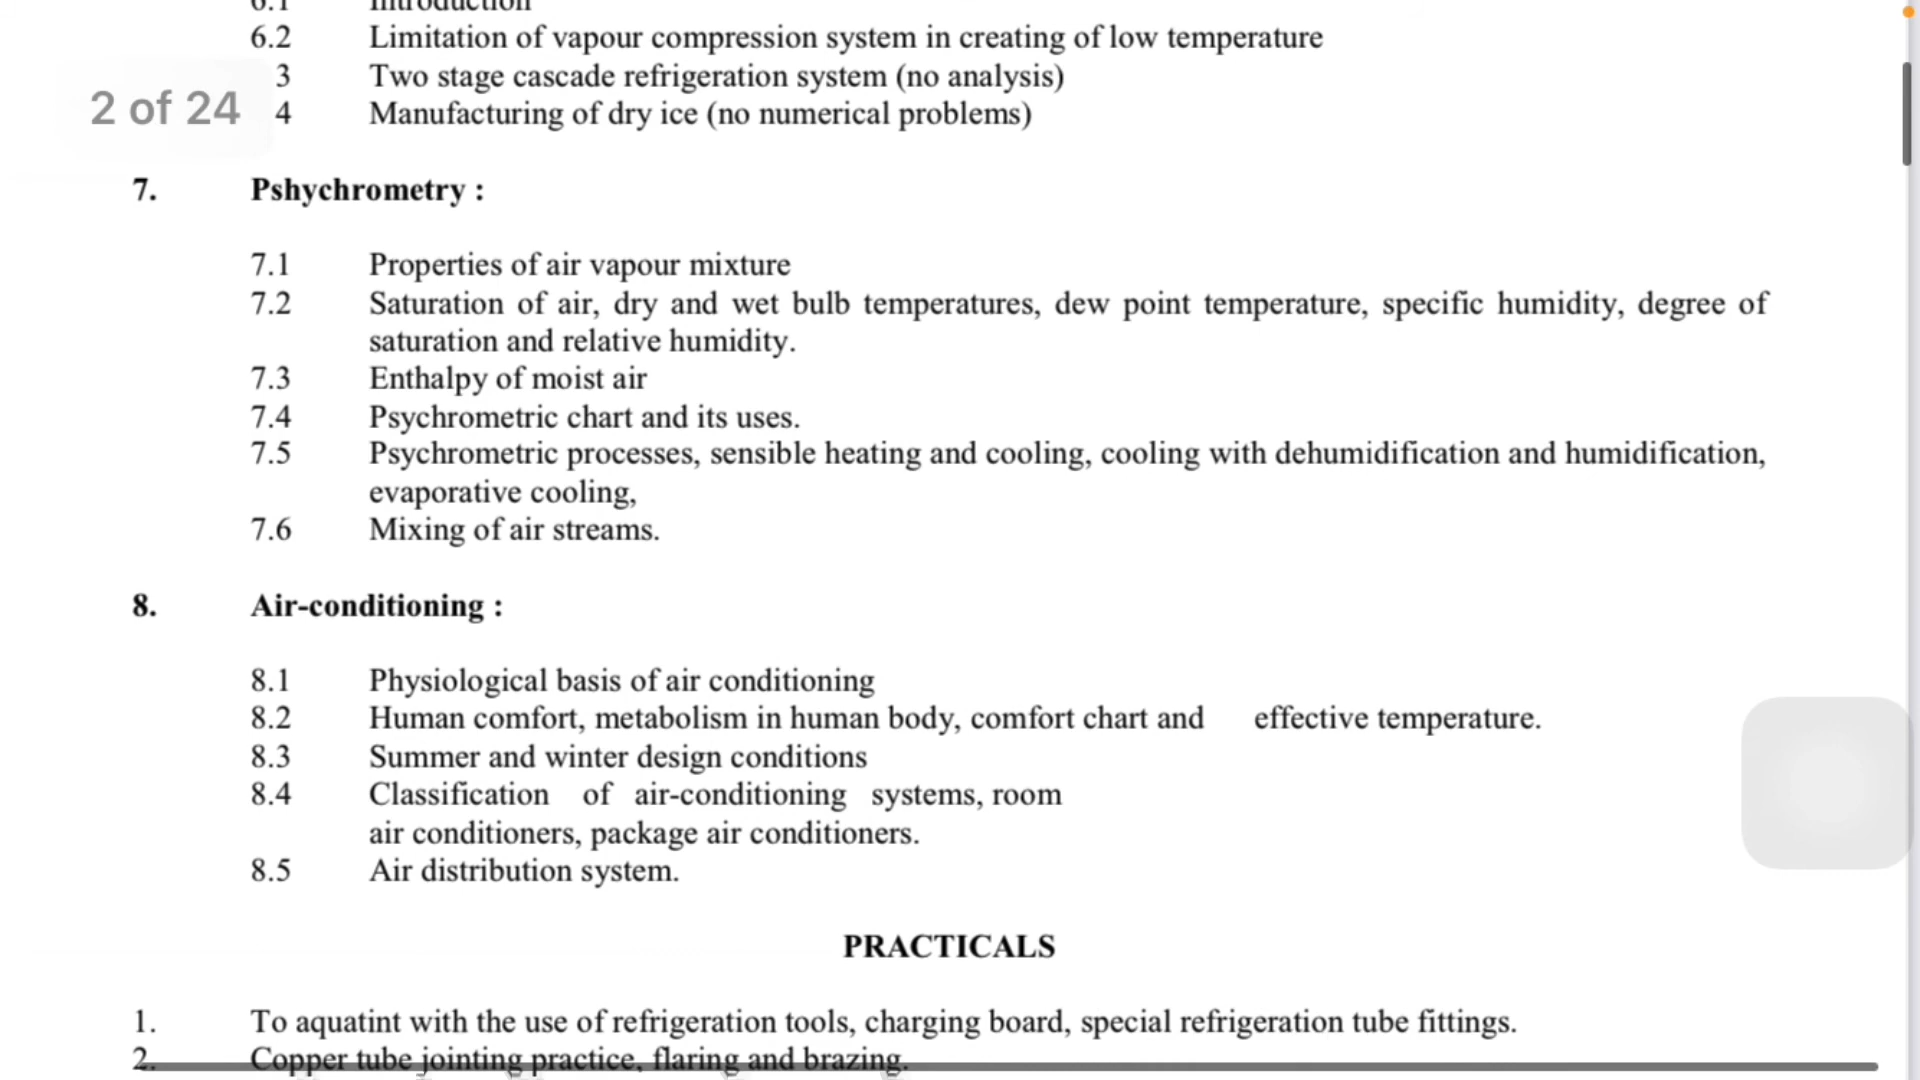 6.1 Introduction
6.2 Limitation of vapour compression system in creating of low temperature
3 Two stage cascade refrigeration system (no analysis)
2 of 24
4 Manufacturing of dry ice (no numerical problems)
7. Pshychrometry :
7.1 Properties of air vapour mixture
7.2 Saturation of air, dry and wet bulb temperatures, dew point temperature, specific humidity, degree of
saturation and relative humidity.
7.3 Enthalpy of moist air
7.4 Psychrometric chart and its uses.
7.5 Psychrometric processes, sensible heating and cooling, cooling with dehumidification and humidification,
evaporative cooling,
7.6 Mixing of air streams.
8. Air-conditioning :
8.1 Physiological basis of air conditioning
8.2 Human comfort, metabolism in human body, comfort chart and effective temperature.
8.3 Summer and winter design conditions
8.4 Classification of air-conditioning systems, room
air conditioners, package air conditioners.
8.5 Air distribution system.
PRACTICALS
1. To aquatint with the use of refrigeration tools, charging board, special refrigeration tube fittings.
2. Copper tube jointing practice, flaring and brazing.